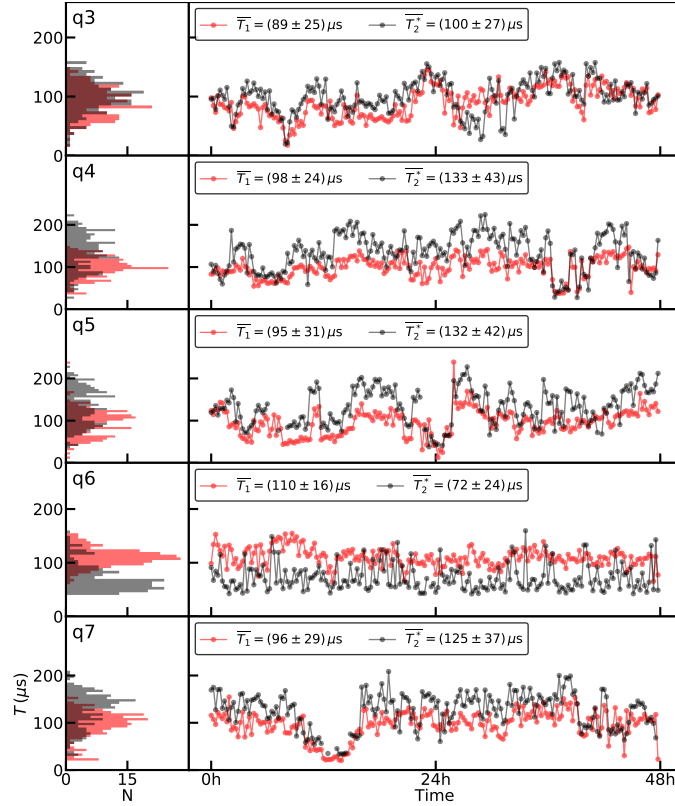 q3
200
100
0
T̅₁ = (89 ± 25) μs
T̅₂* = (100 ± 27) μs
q4
200
100
0
T̅₁ = (98 ± 24) μs
T̅₂* = (133 ± 43) μs
q5
200
100
0
T̅₁ = (95 ± 31) μs
T̅₂* = (132 ± 42) μs
q6
200
100
0
T̅₁ = (110 ± 16) μs
T̅₂* = (72 ± 24) μs
q7
200
100
0
T (μs)
T̅₁ = (96 ± 29) μs
T̅₂* = (125 ± 37) μs
0 15
N
0h 24h 48h
Time